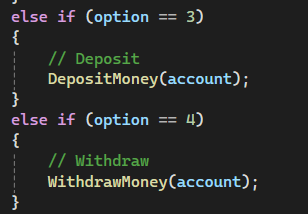 else if (option == 3)
{
// Deposit
DepositMoney(account);
}
else if (option == 4)
{
// Withdraw
WithdrawMoney(account);
}